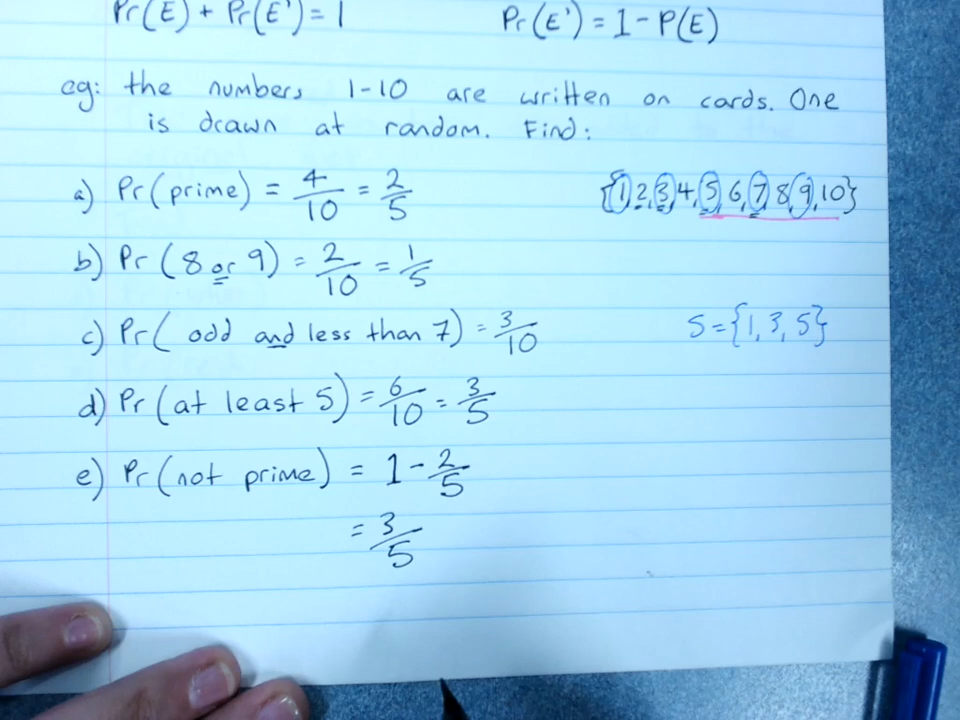 Pr(E) + Pr(E') = 1 Pr(E') = 1 - P(E)
eg: the numbers 1-10 are written on cards. One
is drawn at random. Find:
a) Pr(prime) = 4/10 = 2/5 {1,2,3,4,5,6,7,8,9,10}
b) Pr(8 or 9) = 2/10 = 1/5
c) Pr( odd and less than 7) = 3/10 S={1,3,5}
d) Pr(at least 5) = 6/10 = 3/5
e) Pr(not prime) = 1 - 2/5
= 3/5